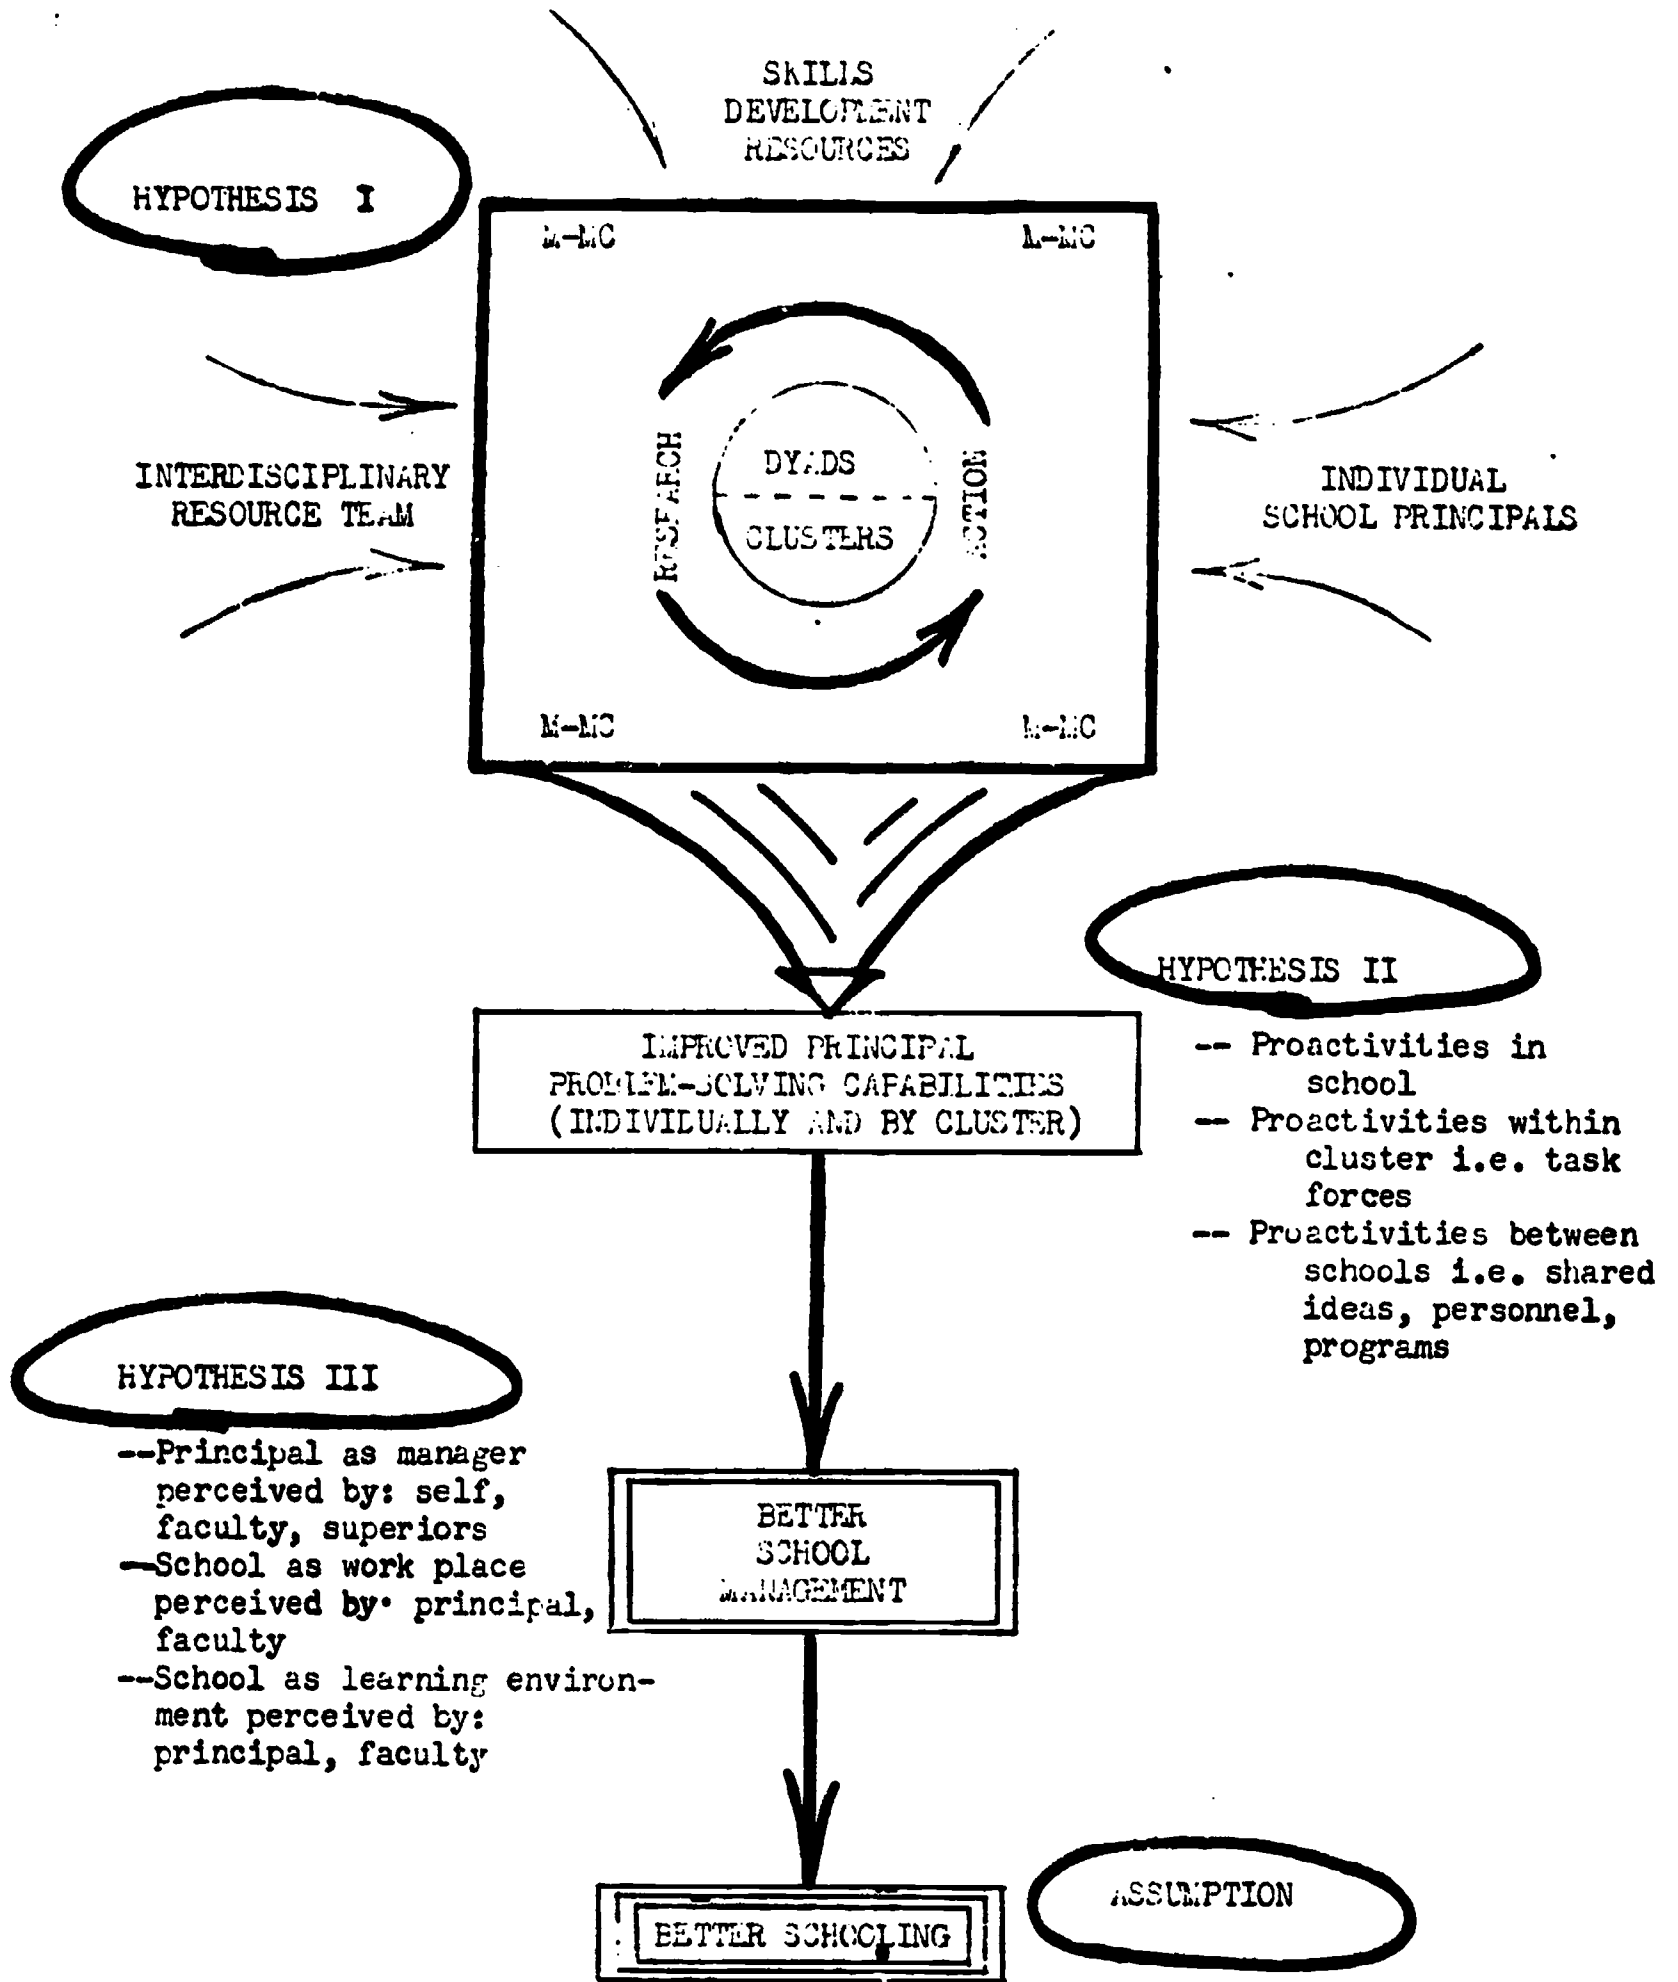 SKILLS
DEVELOPMENT
RESOURCES
HYPOTHESIS I
M-MC M-MC
INTERDISCIPLINARY
RESOURCE TEAM
RESEARCH
DYADS
CLUSTERS
ACTION
INDIVIDUAL
SCHOOL PRINCIPALS
M-MC M-MC
HYPOTHESIS II
-- Proactivities in
school
-- Proactivities within
cluster i.e. task
forces
-- Proactivities between
schools i.e. shared
ideas, personnel,
programs
IMPROVED PRINCIPAL
PROBLEM-SOLVING CAPABILITIES
(INDIVIDUALLY AND BY CLUSTER)
HYPOTHESIS III
--Principal as manager
perceived by: self,
faculty, superiors
--School as work place
perceived by: principal,
faculty
--School as learning environ-
ment perceived by:
principal, faculty
BETTER
SCHOOL
MANAGEMENT
ASSUMPTION
BETTER SCHOOLING